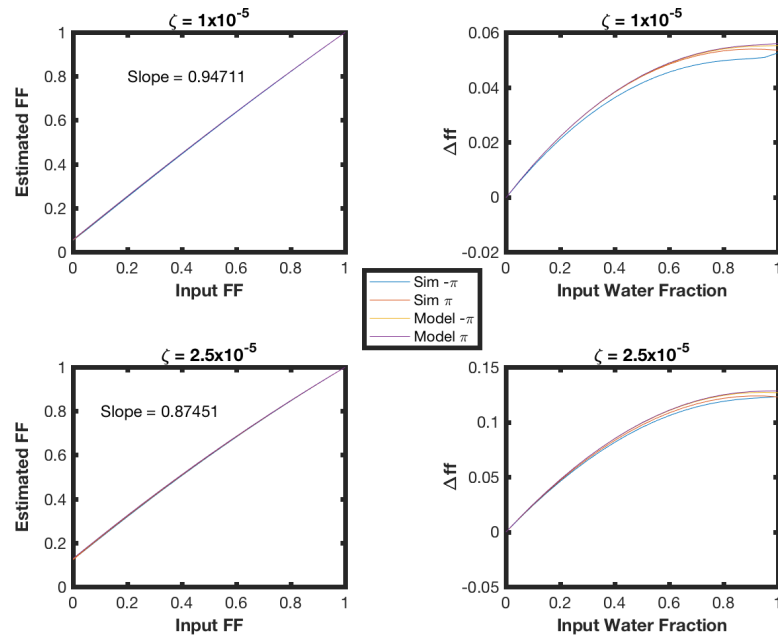 ζ = 1x10⁻⁵
Estimated FF
1
0.8
0.6
0.4
0.2
0
Slope = 0.94711
0 0.2 0.4 0.6 0.8 1
Input FF
ζ = 1x10⁻⁵
Δff
0.06
0.04
0.02
0
-0.02
0 0.2 0.4 0.6 0.8 1
Input Water Fraction
Sim -π
Sim π
Model -π
Model π
ζ = 2.5x10⁻⁵
Estimated FF
1
0.8
0.6
0.4
0.2
0
Slope = 0.87451
0 0.2 0.4 0.6 0.8 1
Input FF
ζ = 2.5x10⁻⁵
Δff
0.15
0.1
0.05
0
-0.05
0 0.2 0.4 0.6 0.8 1
Input Water Fraction